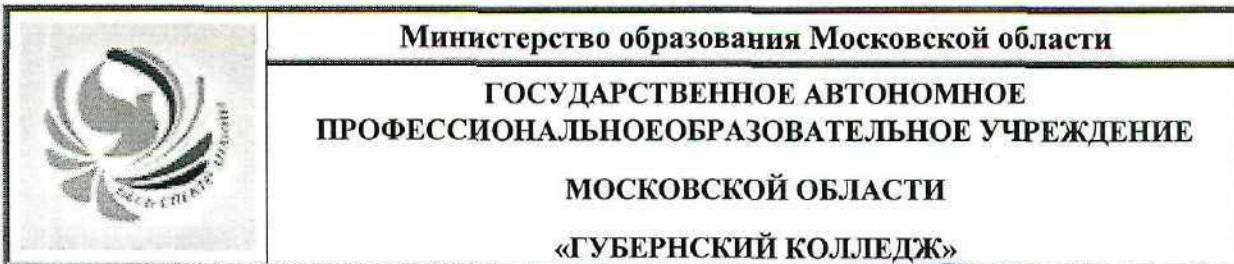 Министерство образования Московской области
ГОСУДАРСТВЕННОЕ АВТОНОМНОЕ
ПРОФЕССИОНАЛЬНОЕОБРАЗОВАТЕЛЬНОЕ УЧРЕЖДЕНИЕ
МОСКОВСКОЙ ОБЛАСТИ
«ГУБЕРНСКИЙ КОЛЛЕДЖ»